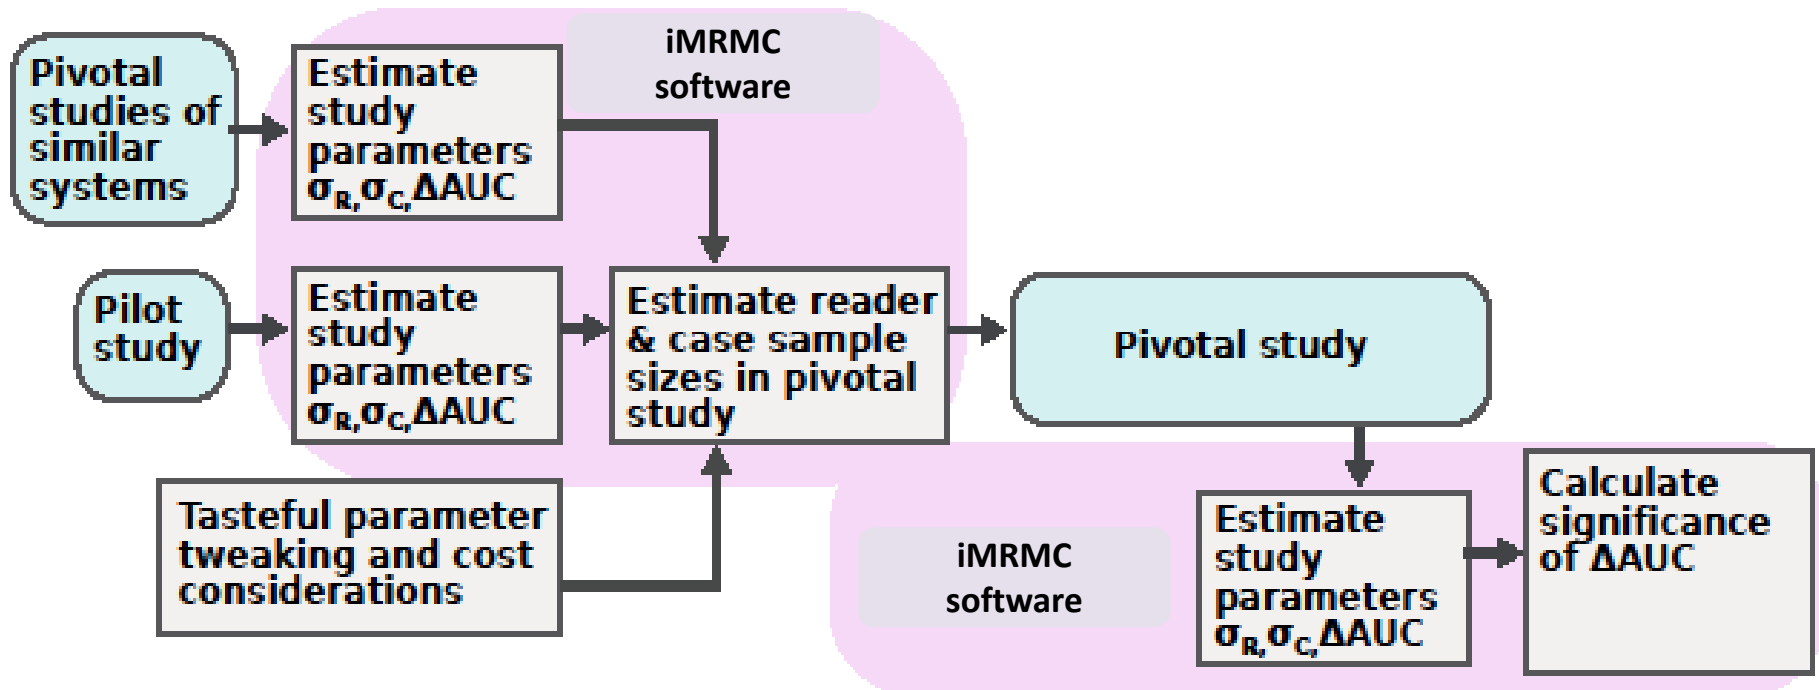 Pivotal
studies of
similar
systems
Estimate
study
parameters
σR,σC,ΔAUC
iMRMC
software
Pilot
study
Estimate
study
parameters
σR,σC,ΔAUC
Estimate reader
& case sample
sizes in pivotal
study
Pivotal study
Tasteful parameter
tweaking and cost
considerations
iMRMC
software
Estimate
study
parameters
σR,σC,ΔAUC
Calculate
significance
of ΔAUC